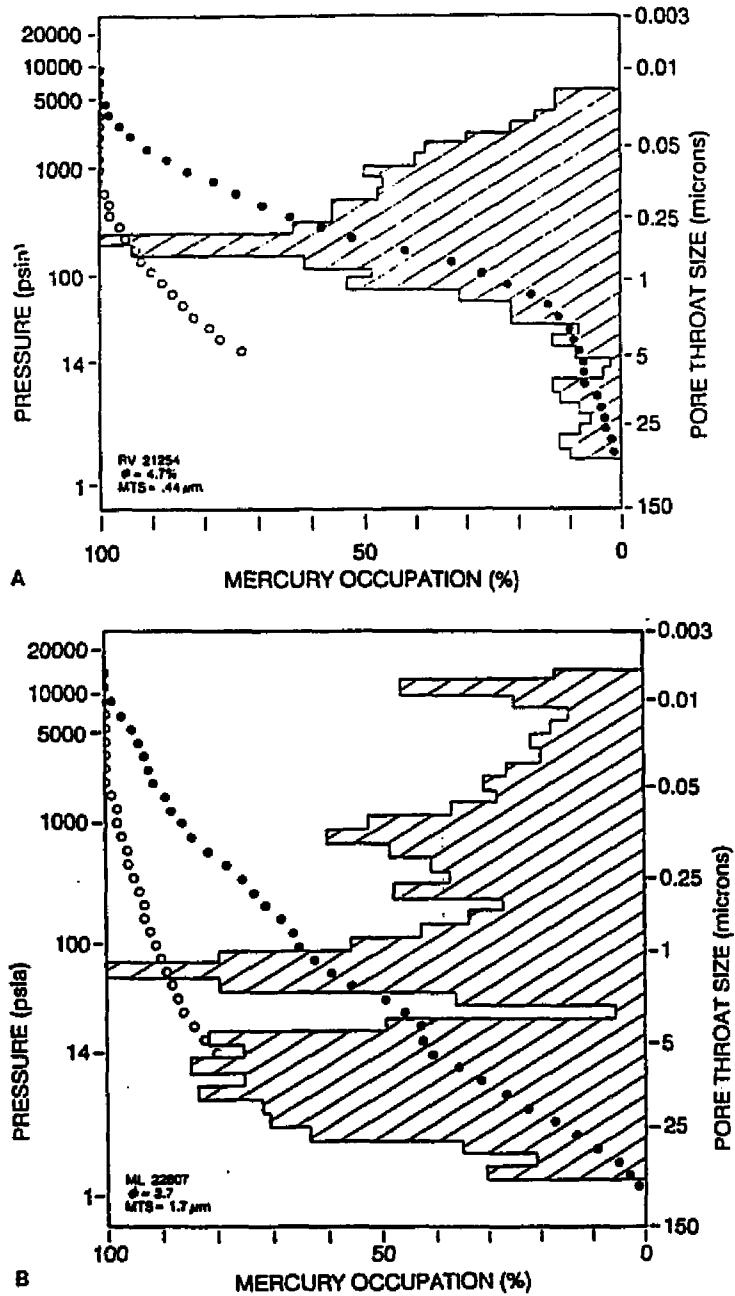 20000
10000
5000
1000
100
14
1
PRESSURE (psia)
0.003
0.01
0.05
0.25
1
5
25
150
PORE THROAT SIZE (microns)
RV 21254
ϕ = 4.7%
MTS = .44 µm
100
50
0
MERCURY OCCUPATION (%)
A
20000
10000
5000
1000
100
14
1
PRESSURE (psia)
0.003
0.01
0.05
0.25
1
5
25
150
PORE THROAT SIZE (microns)
ML 22607
ϕ = 3.7
MTS = 1.7 µm
100
50
0
MERCURY OCCUPATION (%)
B